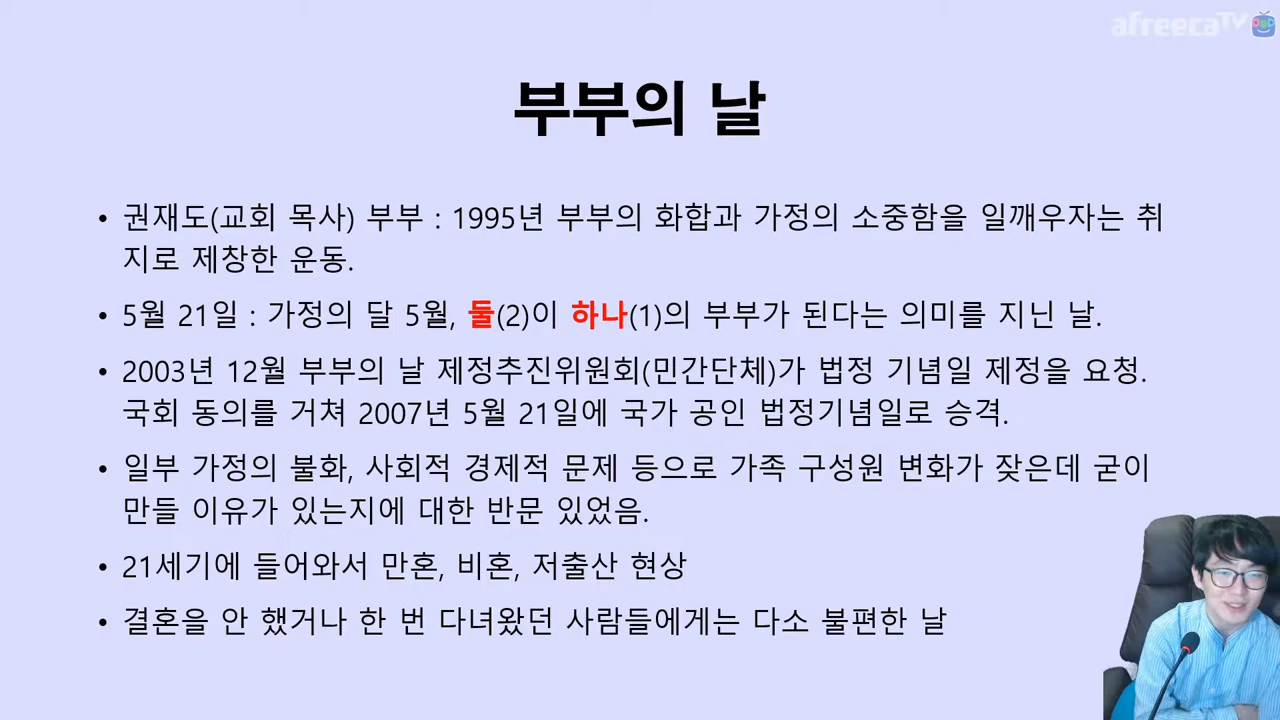 afreecaTV
부부의 날
• 권재도(교회 목사) 부부 : 1995년 부부의 화합과 가정의 소중함을 일깨우자는 취
지로 제창한 운동.
• 5월 21일 : 가정의 달 5월, 둘(2)이 하나(1)의 부부가 된다는 의미를 지닌 날.
• 2003년 12월 부부의 날 제정추진위원회(민간단체)가 법정 기념일 제정을 요청.
국회 동의를 거쳐 2007년 5월 21일에 국가 공인 법정기념일로 승격.
• 일부 가정의 불화, 사회적 경제적 문제 등으로 가족 구성원 변화가 잦은데 굳이
만들 이유가 있는지에 대한 반문 있었음.
• 21세기에 들어와서 만혼, 비혼, 저출산 현상
• 결혼을 안 했거나 한 번 다녀왔던 사람들에게는 다소 불편한 날